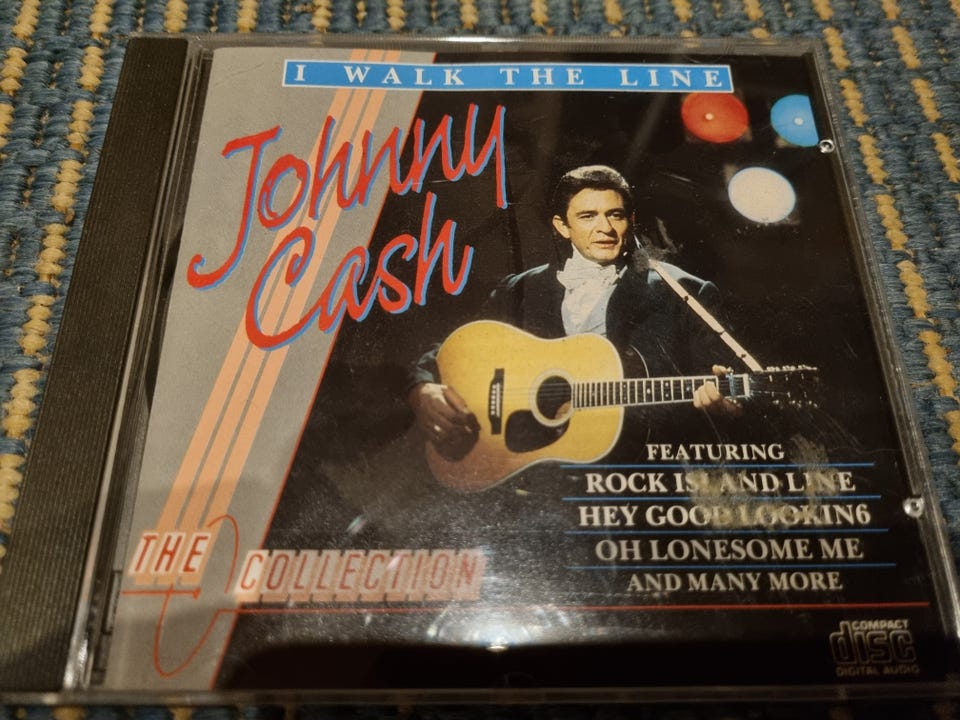 I WALK THE LINE
Johnny
Cash
FEATURING
ROCK ISLAND LINE
HEY GOOD LOOKIN6
OH LONESOME ME
AND MANY MORE
THE COLLECTION
COMPACT
disc
DIGITAL AUDIO